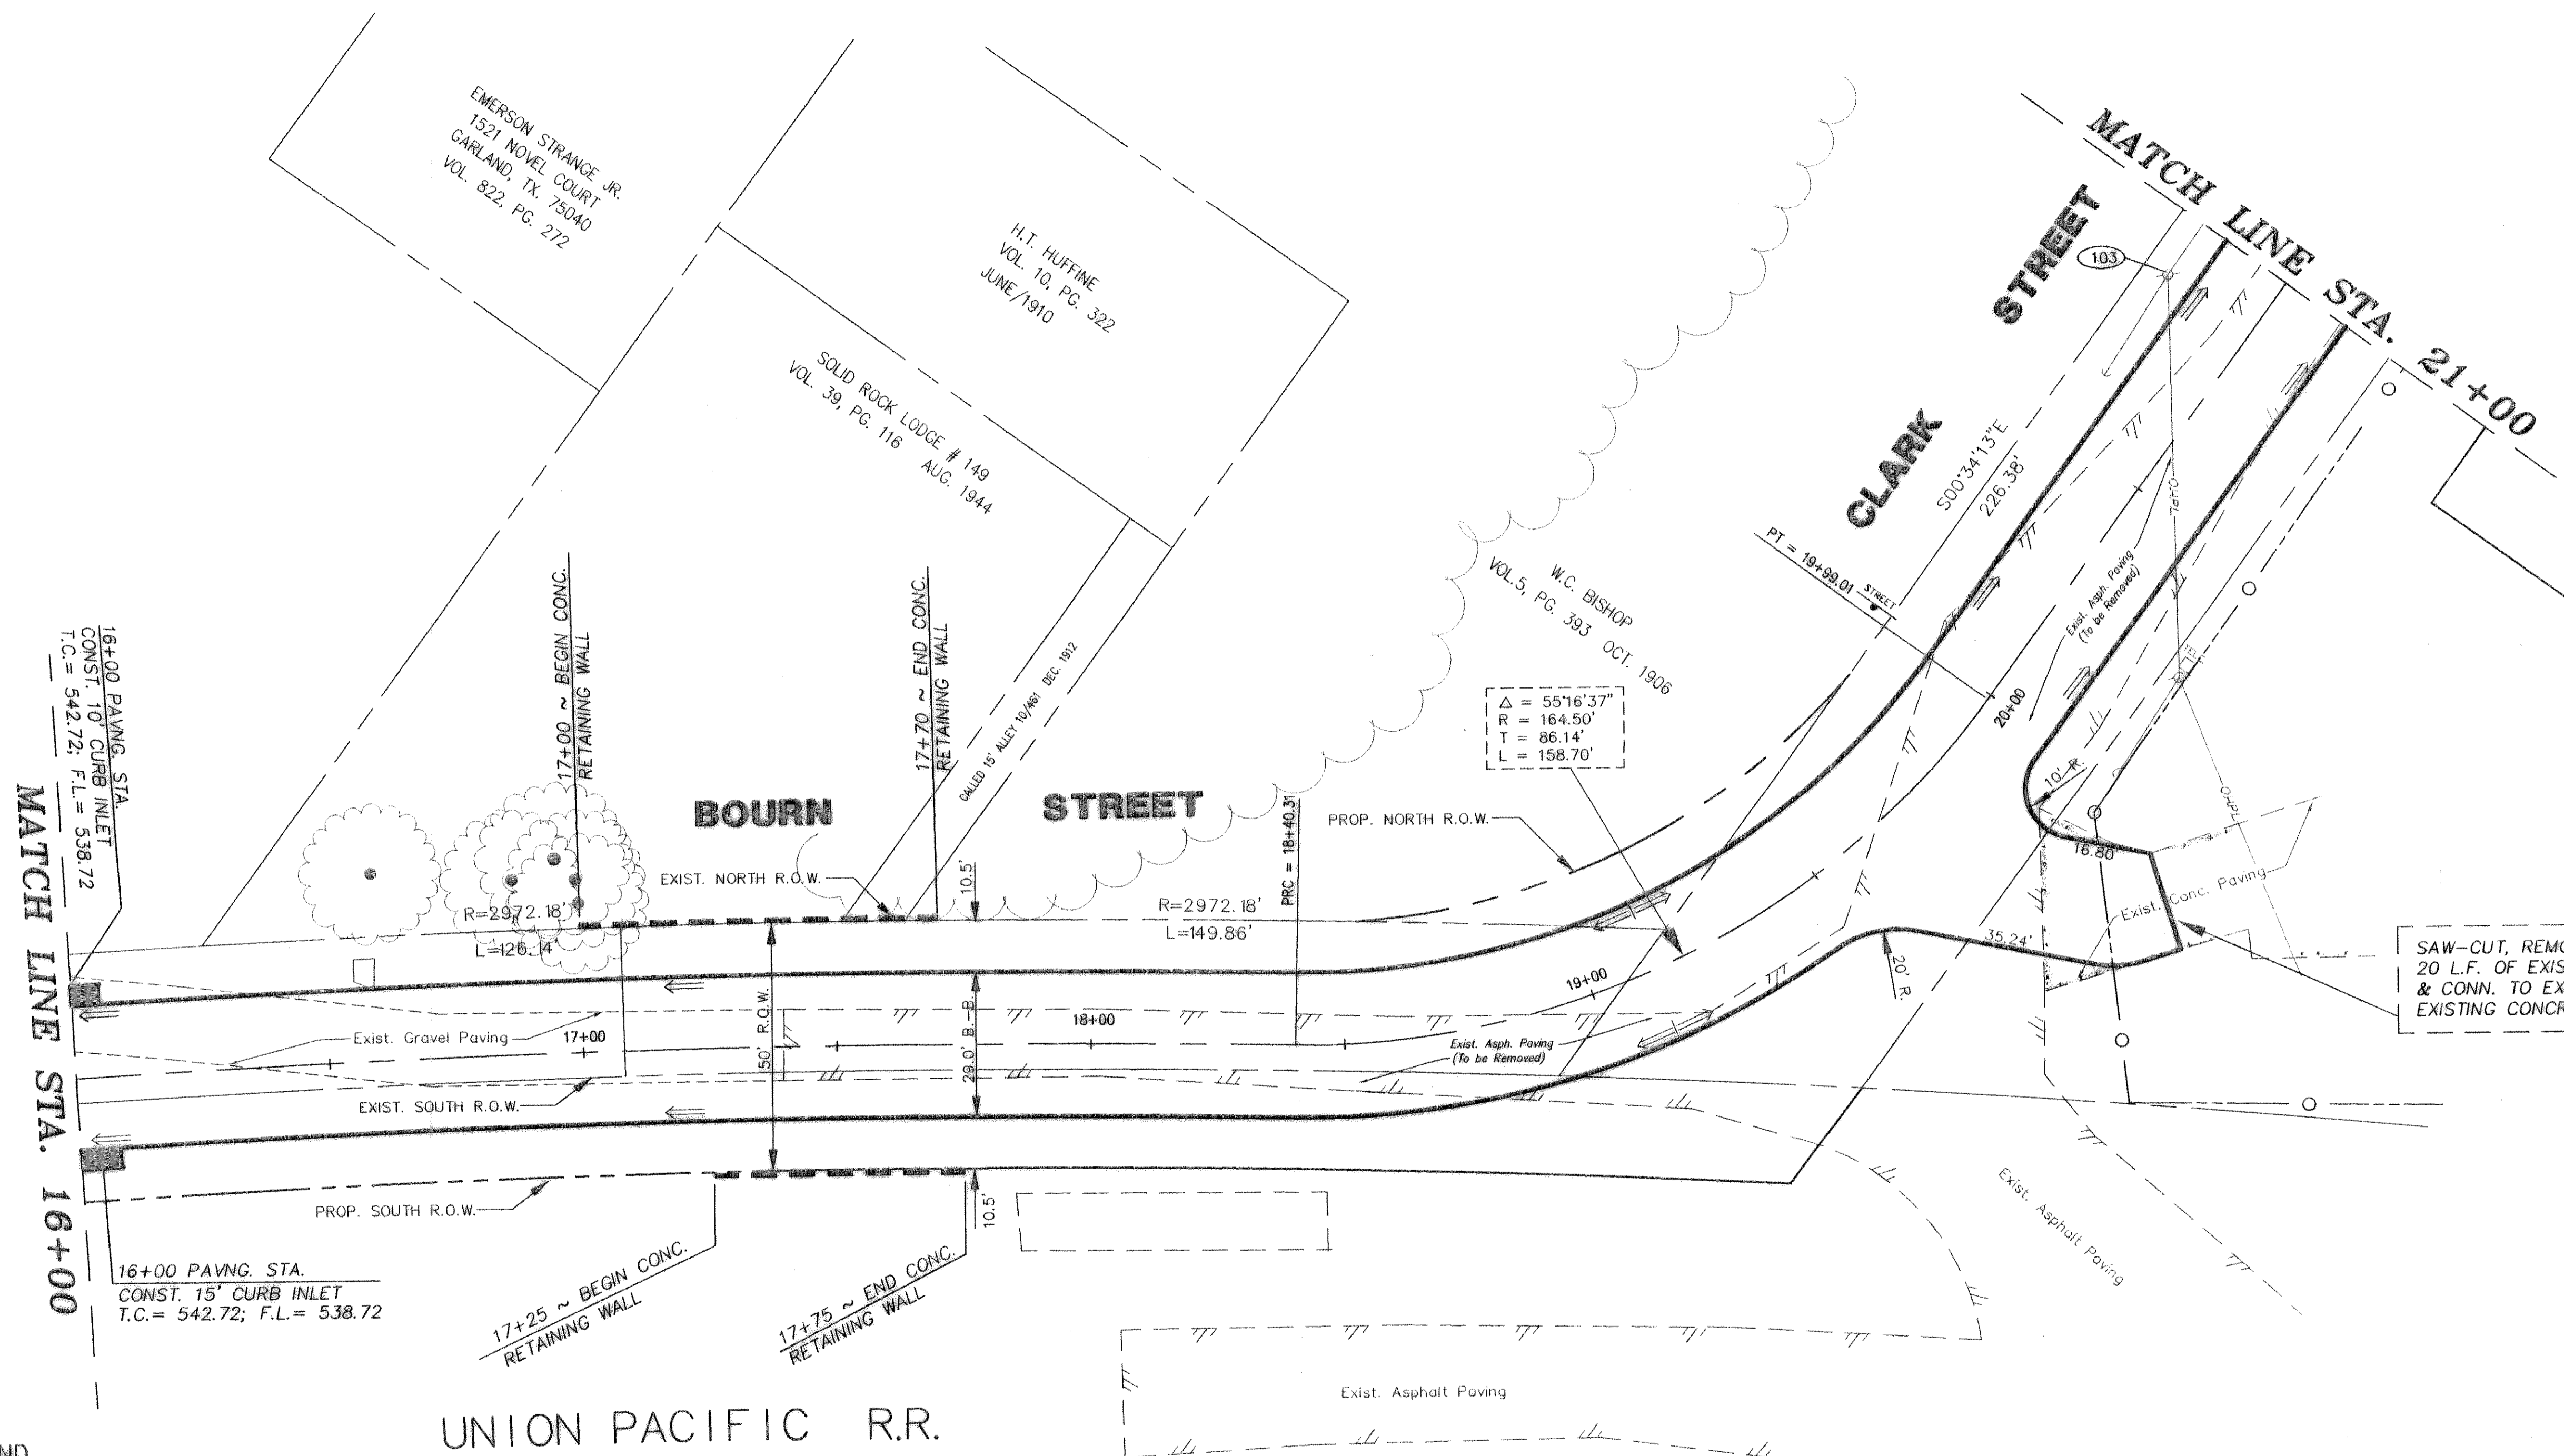 EMERSON STRANGE JR.
1521 NOVEL COURT
GARLAND, TX. 75040
VOL. 822, PG. 272
H.T. HUFFINE
VOL. 10, PG. 322
JUNE/1910
SOLID ROCK LODGE # 149
VOL. 39, PG. 116 AUG. 1944
MATCH LINE STA. 21+00
CLARK STREET
103
S00°34'13"E
226.38'
PT = 19+99.01
STREET
W.C. BISHOP
VOL.5, PG. 393 OCT. 1906
Δ = 55°16'37"
R = 164.50'
T = 86.14'
L = 158.70'
OHPL
Exist. Asph. Paving
(To be Removed)
TEL.
20+00
10' R.
OHPL
16.80'
Exist. Conc. Paving
35.24'
20' R.
SAW-CUT, REMO
20 L.F. OF EXIS
& CONN. TO EX
EXISTING CONCR
16+00 PAVNG. STA.
CONST. 10' CURB INLET
T.C.= 542.72; F.L.= 538.72
MATCH LINE STA. 16+00
17+00 ~ BEGIN CONC.
RETAINING WALL
17+70 ~ END CONC.
RETAINING WALL
CALLED 15' ALLEY 10/461 DEC. 1912
BOURN STREET
EXIST. NORTH R.O.W.
10.5'
PRC = 18+40.31
PROP. NORTH R.O.W.
R=2972.18'
L=126.14'
R=2972.18'
L=149.86'
50' R.O.W.
29.0' B.-B.
Exist. Gravel Paving
17+00
18+00
19+00
Exist. Asph. Paving
(To be Removed)
EXIST. SOUTH R.O.W.
PROP. SOUTH R.O.W.
10.5'
16+00 PAVNG. STA.
CONST. 15' CURB INLET
T.C.= 542.72; F.L.= 538.72
17+25 ~ BEGIN CONC.
RETAINING WALL
17+75 ~ END CONC.
RETAINING WALL
Exist. Asphalt Paving
Exist. Asphalt Paving
UNION PACIFIC R.R.
ND